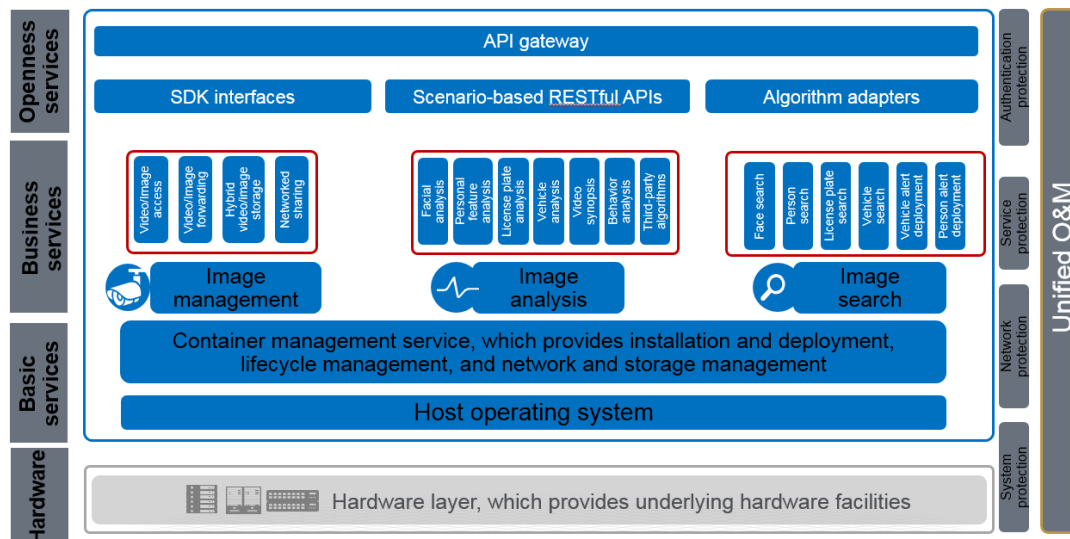 Openness
services
API gateway
SDK interfaces
Scenario-based RESTful APIs
Algorithm adapters
Authentication
protection
Unified O&M
Business
services
Video/image
access
Video/image
forwarding
Hybrid
video/image
storage
Networked
sharing
Facial
analysis
Personal
feature
analysis
License plate
analysis
Vehicle
analysis
Video
synopsis
Behavior
analysis
Third-party
algorithms
Face search
Person
search
License plate
search
Vehicle
search
Vehicle alert
deployment
Person alert
deployment
Service
protection
Image
management
Image
analysis
Image
search
Basic
services
Container management service, which provides installation and deployment,
lifecycle management, and network and storage management
Host operating system
Network
protection
Hardware
Hardware layer, which provides underlying hardware facilities
System
protection